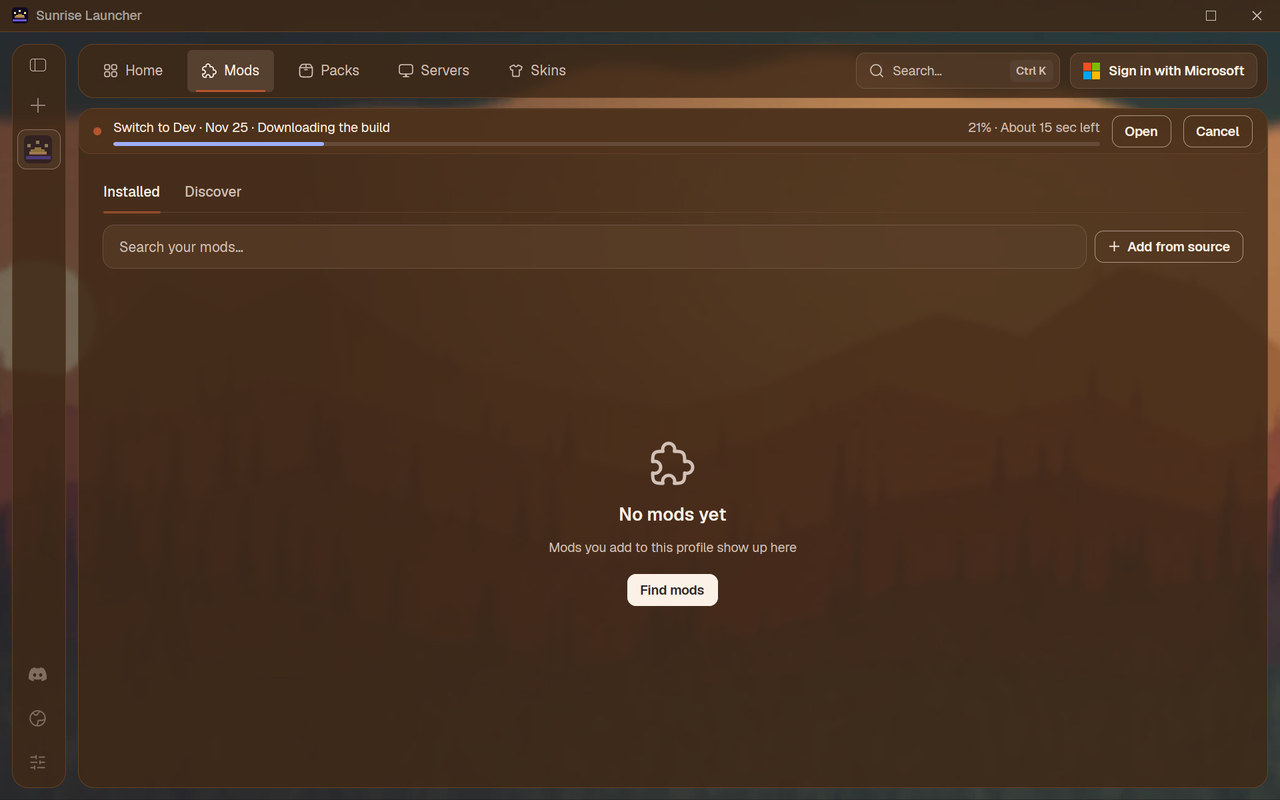 Sunrise Launcher
Home
Mods
Packs
Servers
Skins
Search...
Ctrl K
Sign in with Microsoft
Switch to Dev · Nov 25 · Downloading the build
21% · About 15 sec left
Open
Cancel
Installed
Discover
Search your mods...
Add from source
No mods yet
Mods you add to this profile show up here
Find mods